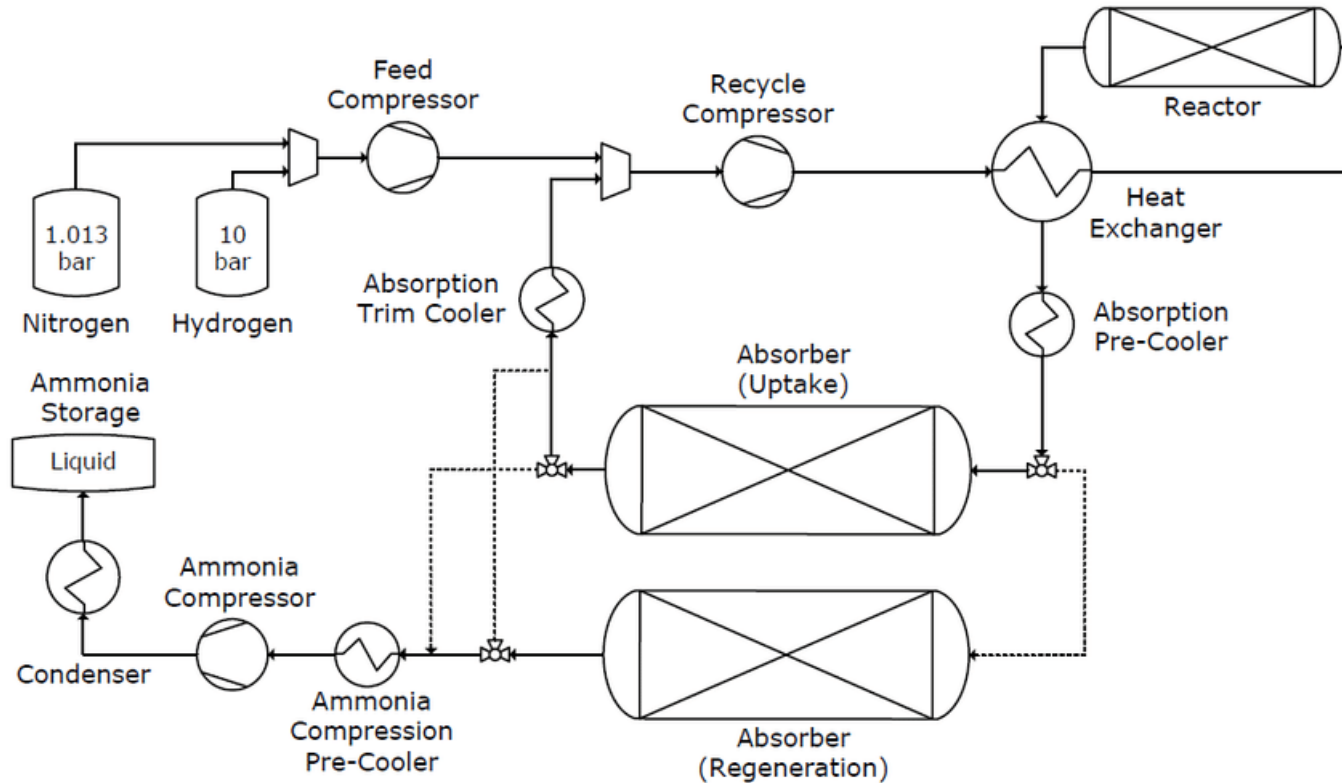 Feed
Compressor
Recycle
Compressor
Reactor
1.013
bar
10
bar
Nitrogen
Hydrogen
Absorption
Trim Cooler
Heat
Exchanger
Absorption
Pre-Cooler
Absorber
(Uptake)
Ammonia
Storage
Liquid
Ammonia
Compressor
Condenser
Ammonia
Compression
Pre-Cooler
Absorber
(Regeneration)